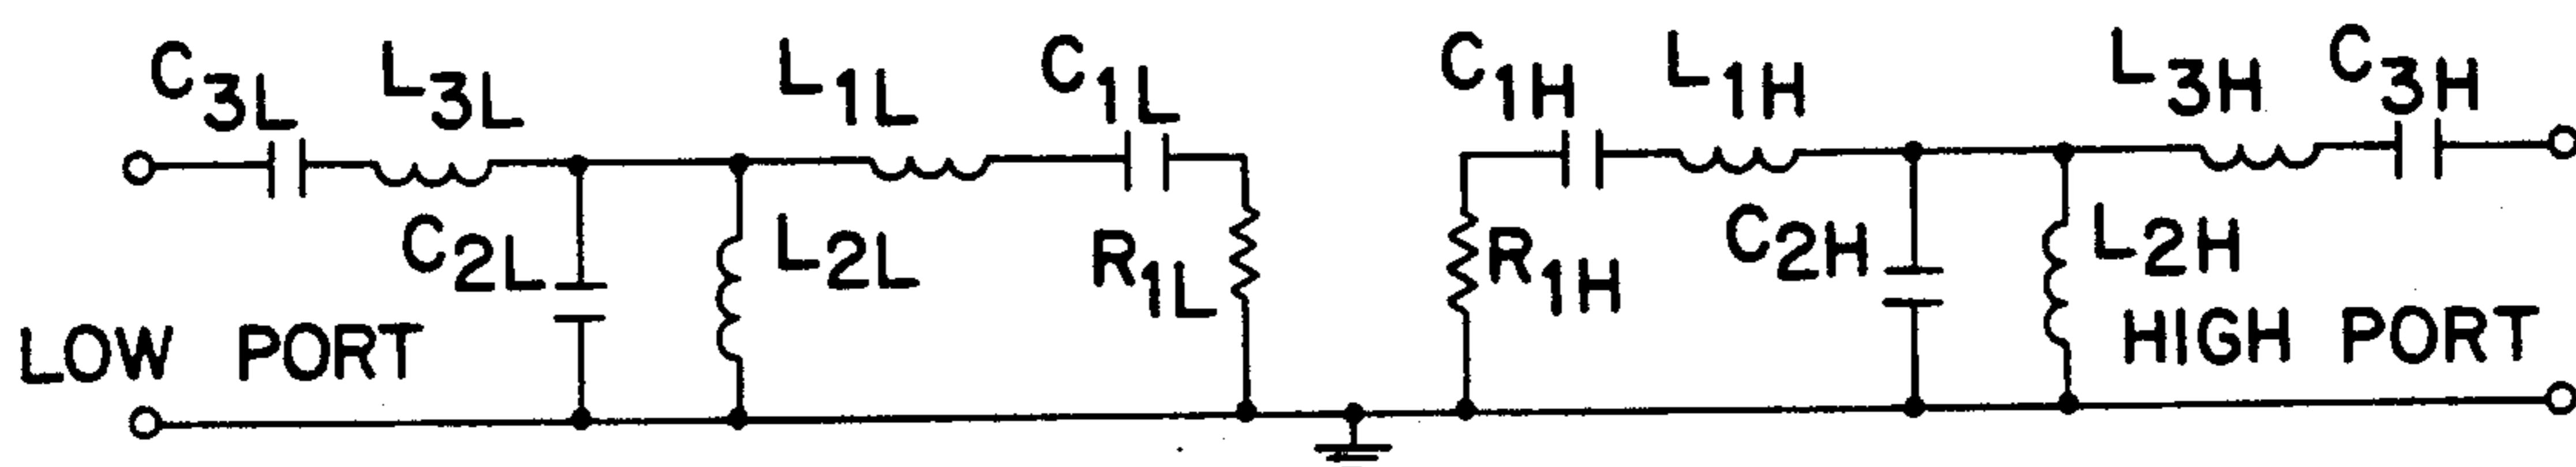 C3L L3L L1L C1L C1H L1H L3H C3H
C2L L2L R1L R1H C2H L2H
LOW PORT HIGH PORT